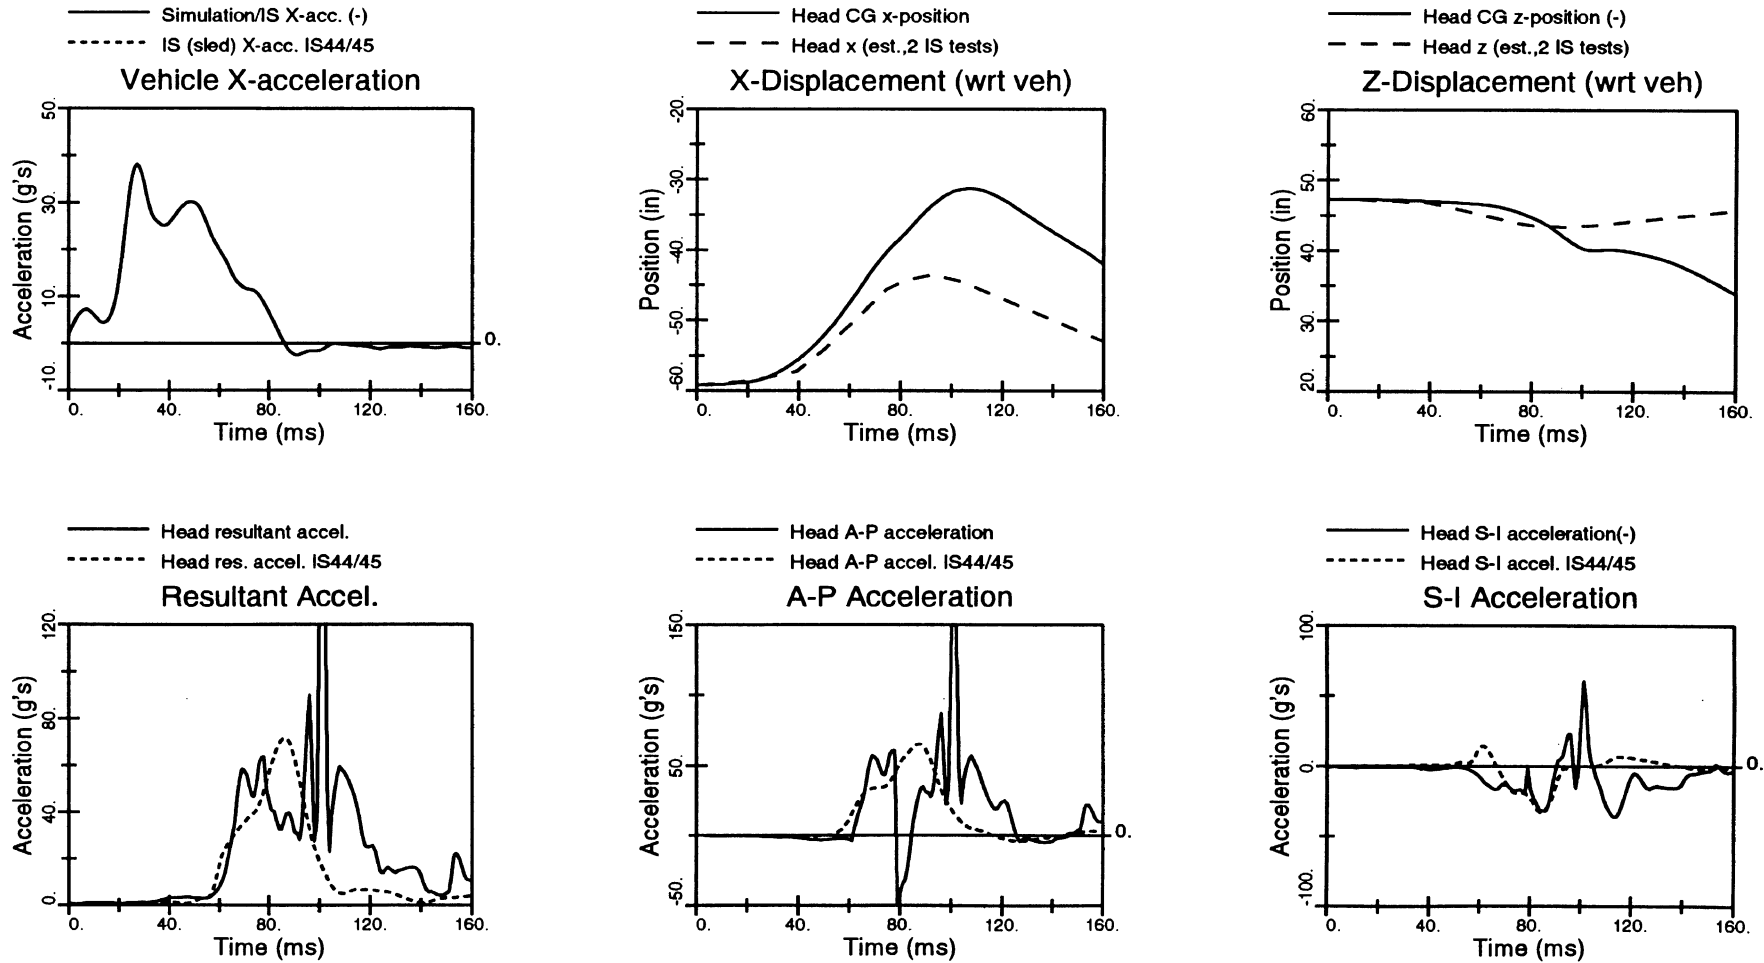 Simulation/IS X-acc. (-)
IS (sled) X-acc. IS44/45
Vehicle X-acceleration
50.
30.
10.
-10.
Acceleration (g's)
0.
0. 40. 80. 120. 160.
Time (ms)
Head CG x-position
Head x (est.,2 IS tests)
X-Displacement (wrt veh)
-20.
-30.
-40.
-50.
-60.
Position (in)
0. 40. 80. 120. 160.
Time (ms)
Head CG z-position (-)
Head z (est.,2 IS tests)
Z-Displacement (wrt veh)
60.
50.
40.
30.
20.
Position (in)
0. 40. 80. 120. 160.
Time (ms)
Head resultant accel.
Head res. accel. IS44/45
Resultant Accel.
120.
80.
40.
0.
Acceleration (g's)
0. 40. 80. 120. 160.
Time (ms)
Head A-P acceleration
Head A-P accel. IS44/45
A-P Acceleration
150.
50.
-50.
Acceleration (g's)
0.
0. 40. 80. 120. 160.
Time (ms)
Head S-I acceleration(-)
Head S-I accel. IS44/45
S-I Acceleration
100.
0.
-100.
Acceleration (g's)
0.
0. 40. 80. 120. 160.
Time (ms)